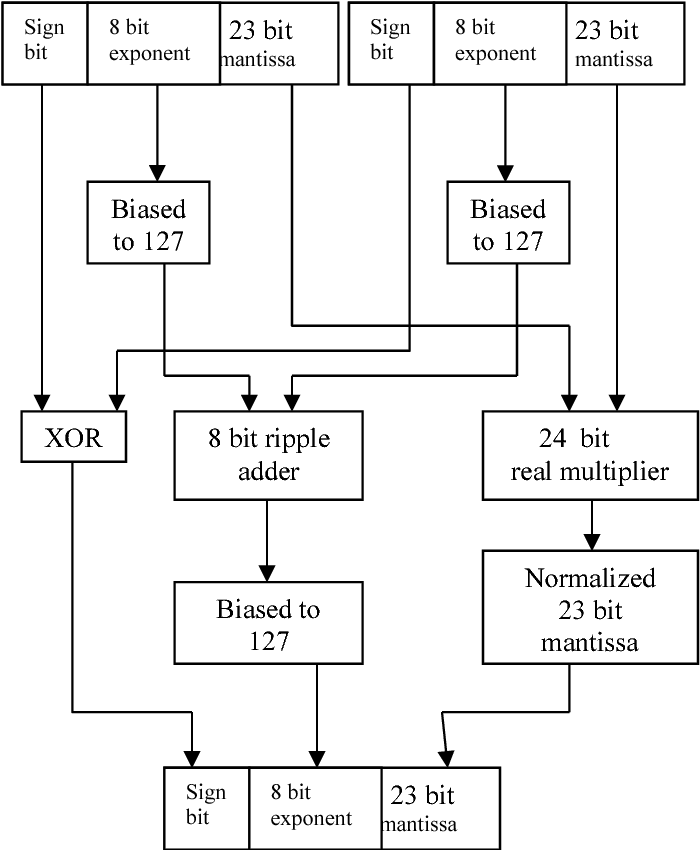 Sign
bit
8 bit
exponent
23 bit
mantissa
Sign
bit
8 bit
exponent
23 bit
mantissa
Biased
to 127
Biased
to 127
XOR
8 bit ripple
adder
24 bit
real multiplier
Biased to
127
Normalized
23 bit
mantissa
Sign
bit
8 bit
exponent
23 bit
mantissa